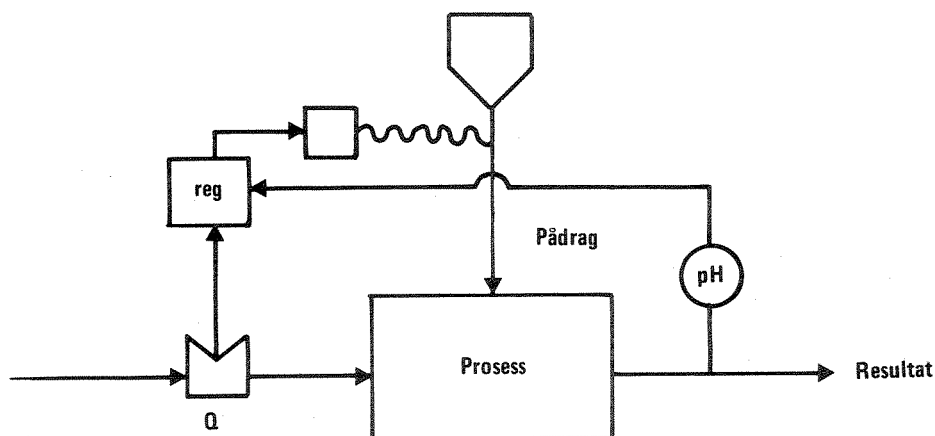 reg
Pådrag
pH
Prosess
Resultat
Q